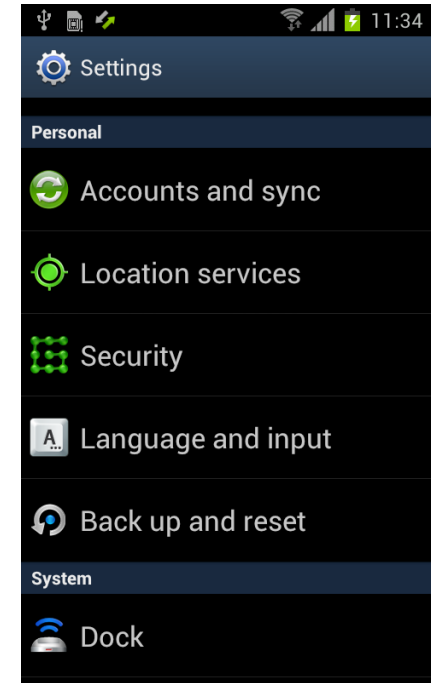 11:34
Settings
Personal
Accounts and sync
Location services
Security
A...
Language and input
Back up and reset
System
Dock